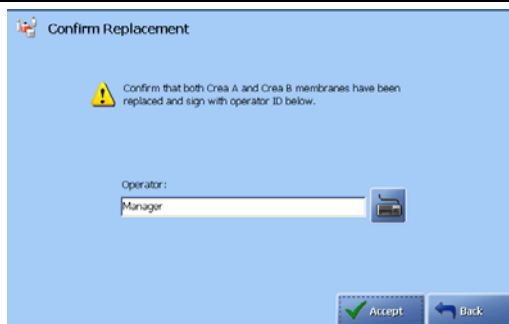 Confirm Replacement
Confirm that both Crea A and Crea B membranes have been
replaced and sign with operator ID below.
Operator:
Manager
Accept
Back